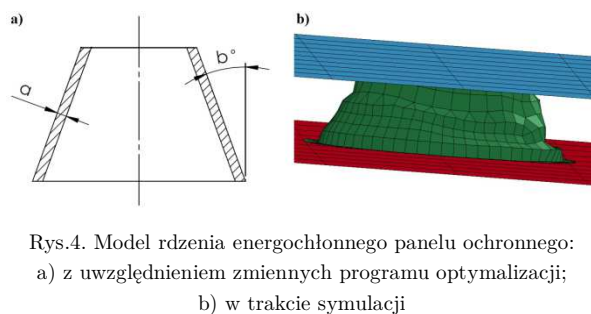 a)
b)
a
b°
Rys.4. Model rdzenia energochłonnego panelu ochronnego:
a) z uwzględnieniem zmiennych programu optymalizacji;
b) w trakcie symulacji